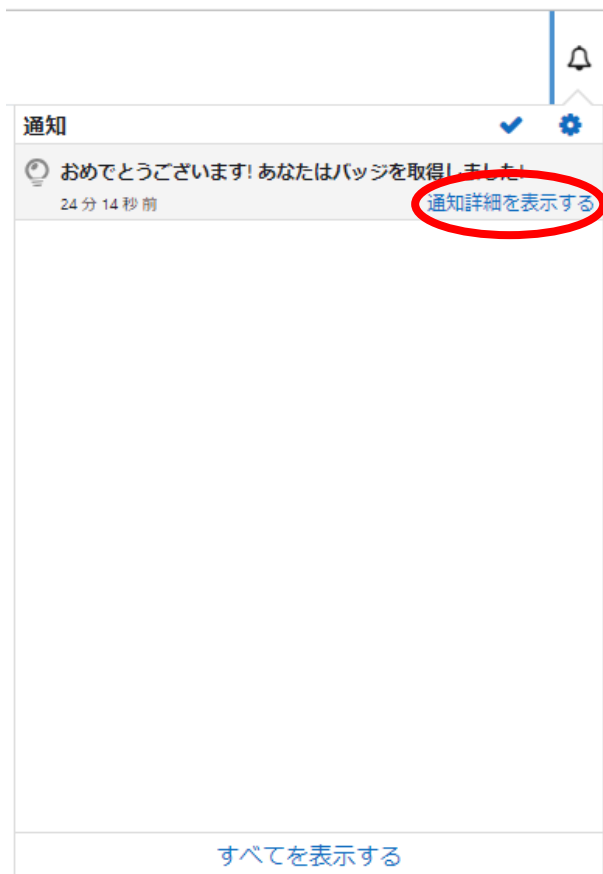 通知
おめでとうございます! あなたはバッジを取得しました!
24 分 14 秒 前
通知詳細を表示する
すべてを表示する